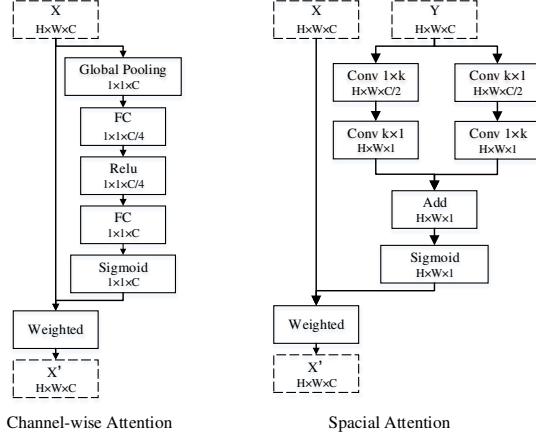 X
H×W×C
Global Pooling
1×1×C
FC
1×1×C/4
Relu
1×1×C/4
FC
1×1×C
Sigmoid
1×1×C
Weighted
X'
H×W×C
Channel-wise Attention
X
H×W×C
Y
H×W×C
Conv 1×k
H×W×C/2
Conv k×1
H×W×C/2
Conv k×1
H×W×1
Conv 1×k
H×W×1
Add
H×W×1
Sigmoid
H×W×1
Weighted
X'
H×W×C
Spacial Attention